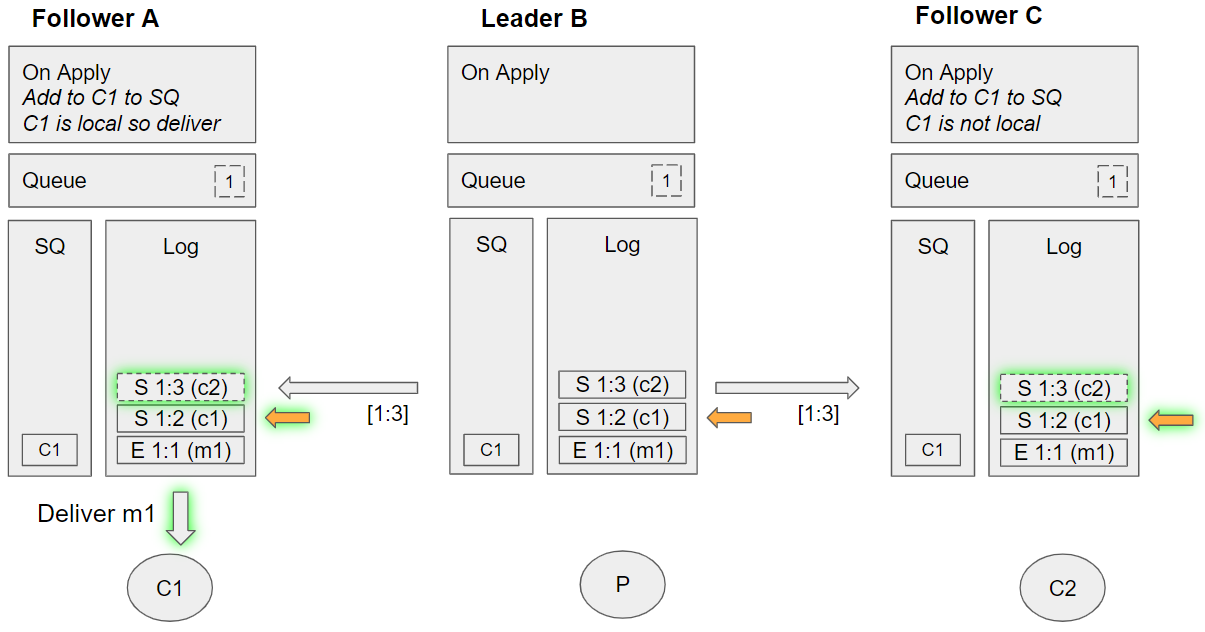 Follower A
Leader B
Follower C
On Apply
Add to C1 to SQ
C1 is local so deliver
On Apply
On Apply
Add to C1 to SQ
C1 is not local
Queue
1
Queue
1
Queue
1
SQ
Log
SQ
Log
SQ
Log
S 1:3 (c2)
S 1:2 (c1)
E 1:1 (m1)
C1
[1:3]
S 1:3 (c2)
S 1:2 (c1)
E 1:1 (m1)
C1
[1:3]
S 1:3 (c2)
S 1:2 (c1)
E 1:1 (m1)
C1
Deliver m1
C1
P
C2